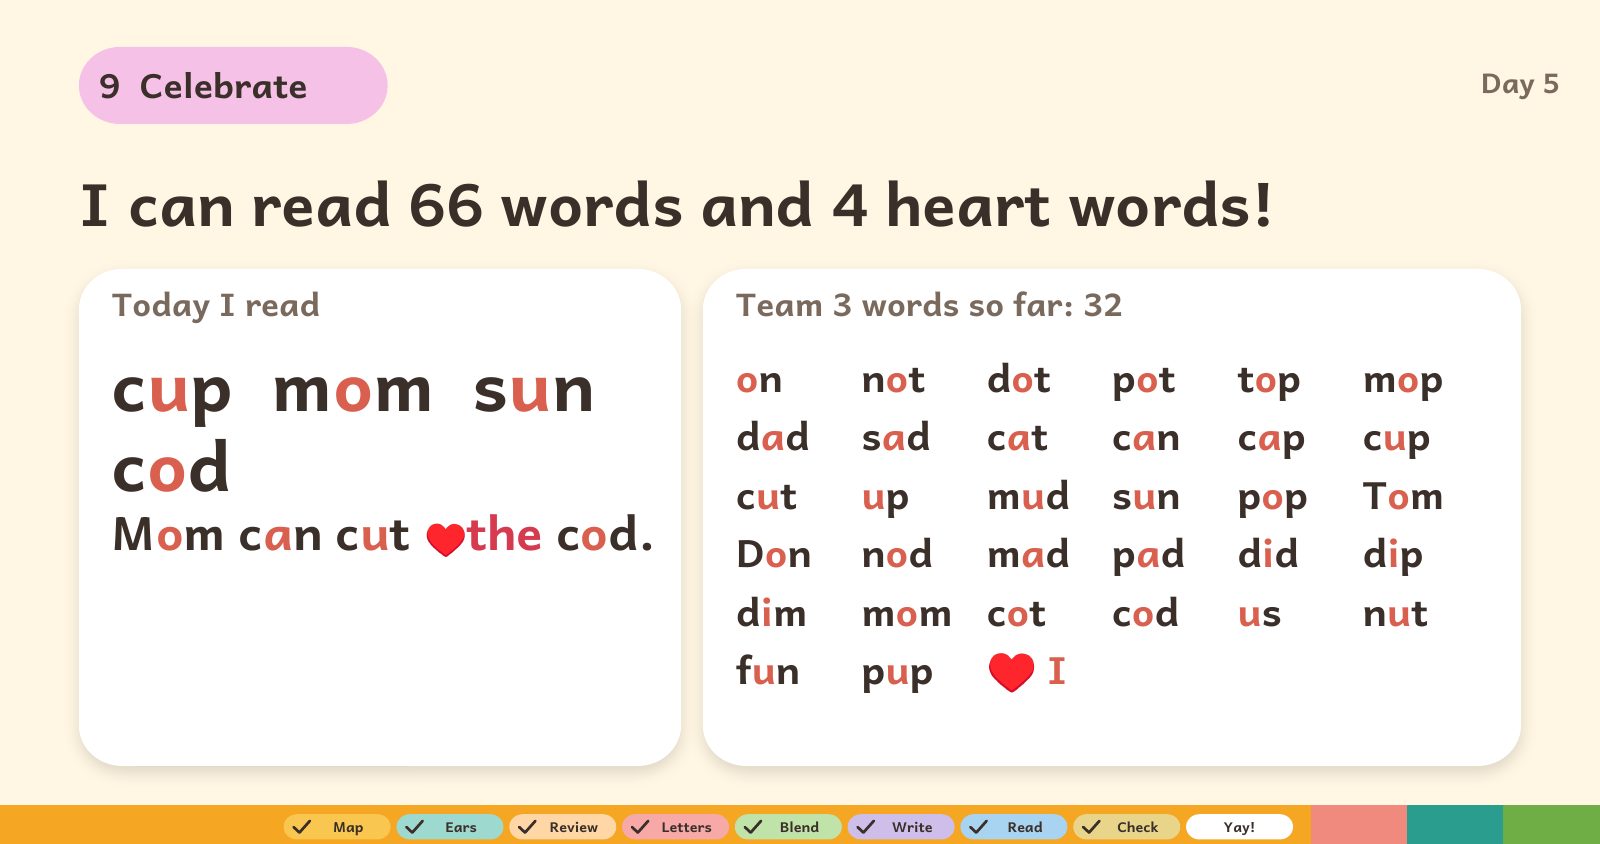 9 Celebrate
Day 5
I can read 66 words and 4 heart words!
Today I read
cup mom sun
cod
Mom can cut the cod.
Team 3 words so far: 32
on not dot pot top mop
dad sad cat can cap cup
cut up mud sun pop Tom
Don nod mad pad did dip
dim mom cot cod us nut
fun pup I
Map Ears Review Letters Blend Write Read Check Yay!